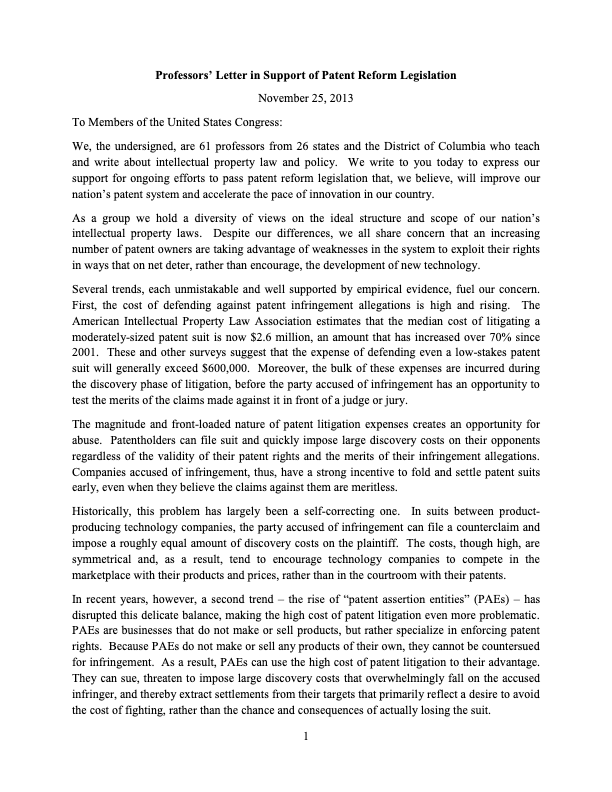 Professors’ Letter in Support of Patent Reform Legislation
November 25, 2013
To Members of the United States Congress:
We, the undersigned, are 61 professors from 26 states and the District of Columbia who teach
and write about intellectual property law and policy.  We write to you today to express our
support for ongoing efforts to pass patent reform legislation that, we believe, will improve our
nation’s patent system and accelerate the pace of innovation in our country.
As a group we hold a diversity of views on the ideal structure and scope of our nation’s
intellectual property laws.  Despite our differences, we all share concern that an increasing
number of patent owners are taking advantage of weaknesses in the system to exploit their rights
in ways that on net deter, rather than encourage, the development of new technology.
Several trends, each unmistakable and well supported by empirical evidence, fuel our concern.
First, the cost of defending against patent infringement allegations is high and rising.  The
American Intellectual Property Law Association estimates that the median cost of litigating a
moderately-sized patent suit is now $2.6 million, an amount that has increased over 70% since
2001.  These and other surveys suggest that the expense of defending even a low-stakes patent
suit will generally exceed $600,000.  Moreover, the bulk of these expenses are incurred during
the discovery phase of litigation, before the party accused of infringement has an opportunity to
test the merits of the claims made against it in front of a judge or jury.
The magnitude and front-loaded nature of patent litigation expenses creates an opportunity for
abuse.  Patentholders can file suit and quickly impose large discovery costs on their opponents
regardless of the validity of their patent rights and the merits of their infringement allegations.
Companies accused of infringement, thus, have a strong incentive to fold and settle patent suits
early, even when they believe the claims against them are meritless.
Historically, this problem has largely been a self-correcting one.  In suits between product-
producing technology companies, the party accused of infringement can file a counterclaim and
impose a roughly equal amount of discovery costs on the plaintiff.  The costs, though high, are
symmetrical and, as a result, tend to encourage technology companies to compete in the
marketplace with their products and prices, rather than in the courtroom with their patents.
In recent years, however, a second trend – the rise of “patent assertion entities” (PAEs) – has
disrupted this delicate balance, making the high cost of patent litigation even more problematic.
PAEs are businesses that do not make or sell products, but rather specialize in enforcing patent
rights.  Because PAEs do not make or sell any products of their own, they cannot be countersued
for infringement.  As a result, PAEs can use the high cost of patent litigation to their advantage.
They can sue, threaten to impose large discovery costs that overwhelmingly fall on the accused
infringer, and thereby extract settlements from their targets that primarily reflect a desire to avoid
the cost of fighting, rather than the chance and consequences of actually losing the suit.
1